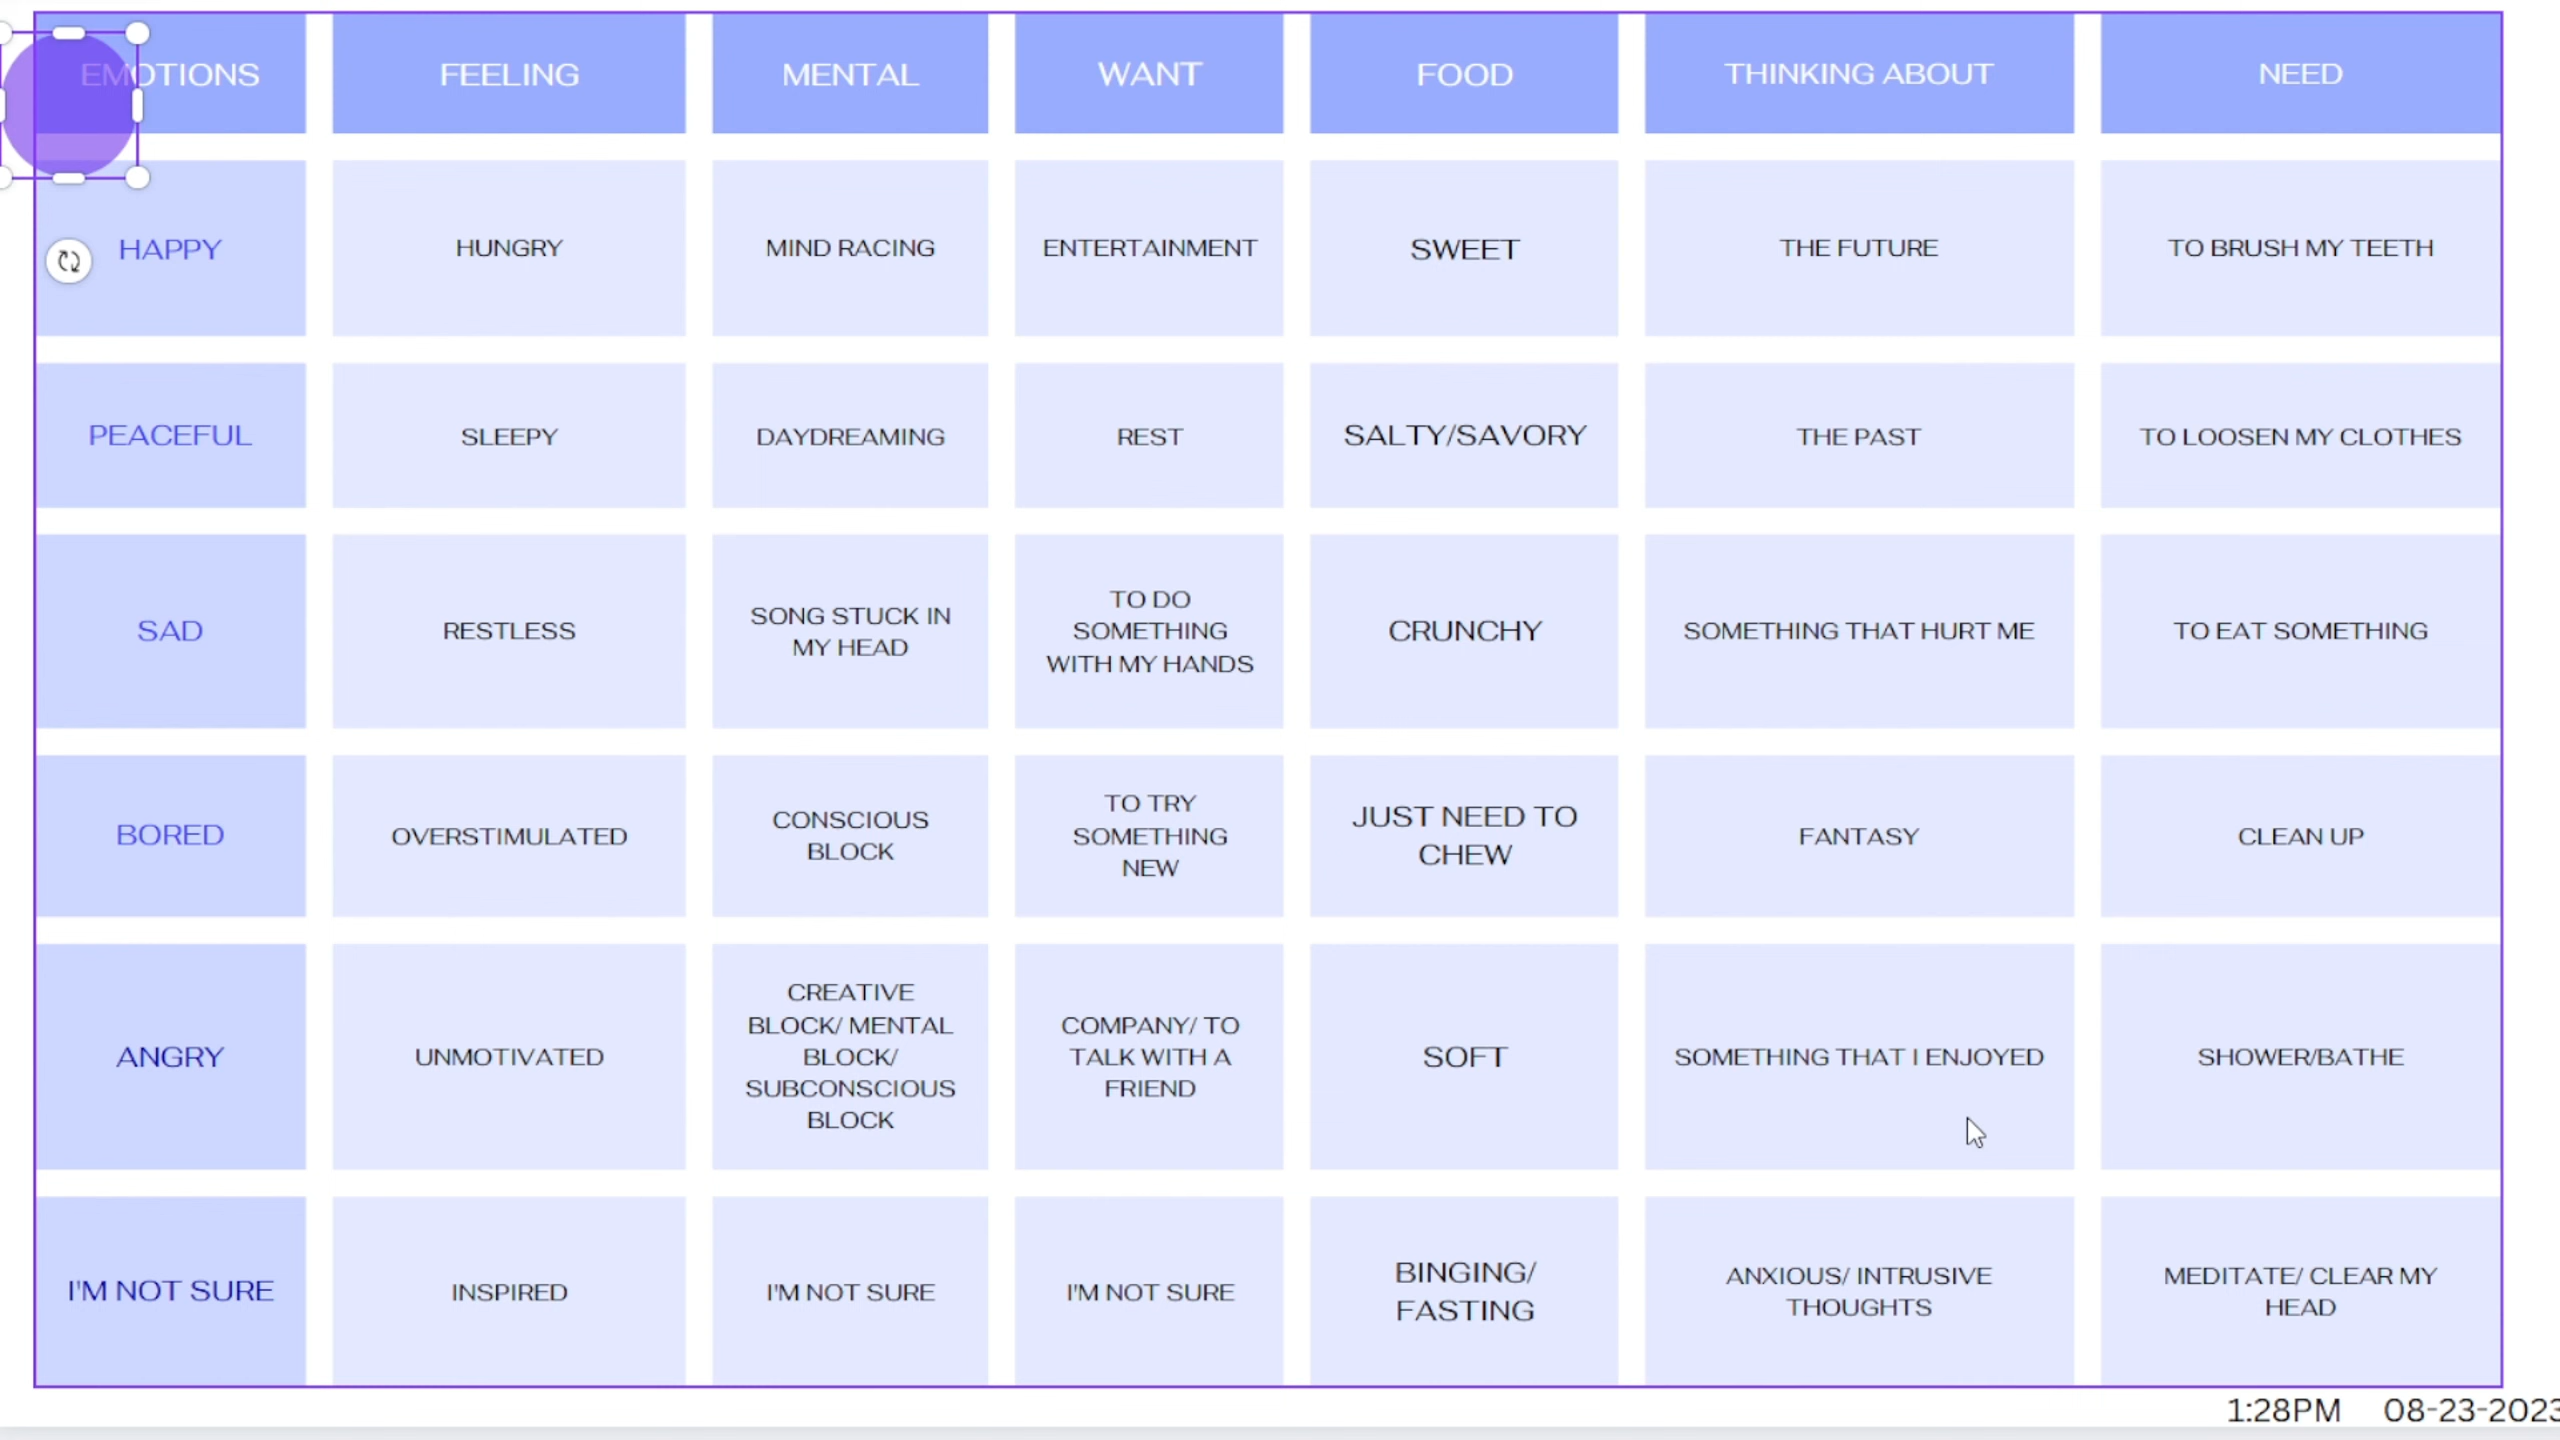 EMOTIONS FEELING MENTAL WANT FOOD THINKING ABOUT NEED
HAPPY HUNGRY MIND RACING ENTERTAINMENT SWEET THE FUTURE TO BRUSH MY TEETH
PEACEFUL SLEEPY DAYDREAMING REST SALTY/SAVORY THE PAST TO LOOSEN MY CLOTHES
SAD
RESTLESS
SONG STUCK IN
MY HEAD
TO DO
SOMETHING
WITH MY HANDS
CRUNCHY
SOMETHING THAT HURT ME
TO EAT SOMETHING
BORED
OVERSTIMULATED
CONSCIOUS
BLOCK
TO TRY
SOMETHING
NEW
JUST NEED TO
CHEW
FANTASY
CLEAN UP
ANGRY
UNMOTIVATED
CREATIVE
BLOCK/ MENTAL
BLOCK/
SUBCONSCIOUS
BLOCK
COMPANY/ TO
TALK WITH A
FRIEND
SOFT
SOMETHING THAT I ENJOYED
SHOWER/BATHE
I'M NOT SURE
INSPIRED
I'M NOT SURE
I'M NOT SURE
BINGING/
FASTING
ANXIOUS/ INTRUSIVE
THOUGHTS
MEDITATE/ CLEAR MY
HEAD
1:28PM 08-23-2023